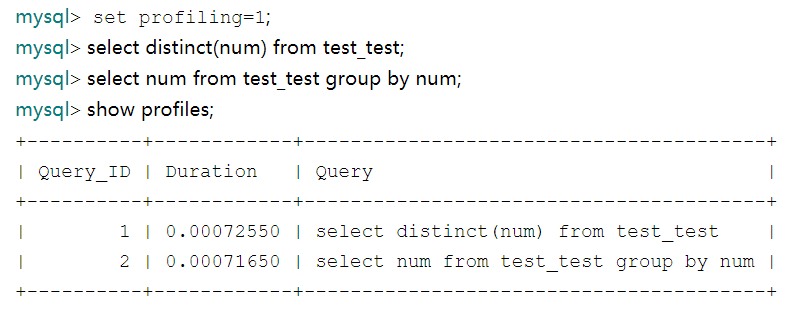 mysql> set profiling=1;
mysql> select distinct(num) from test_test;
mysql> select num from test_test group by num;
mysql> show profiles;
+----------+------------+----------------------------------------+
| Query_ID | Duration   | Query                                  |
+----------+------------+----------------------------------------+
|        1 | 0.00072550 | select distinct(num) from test_test    |
|        2 | 0.00071650 | select num from test_test group by num |
+----------+------------+----------------------------------------+